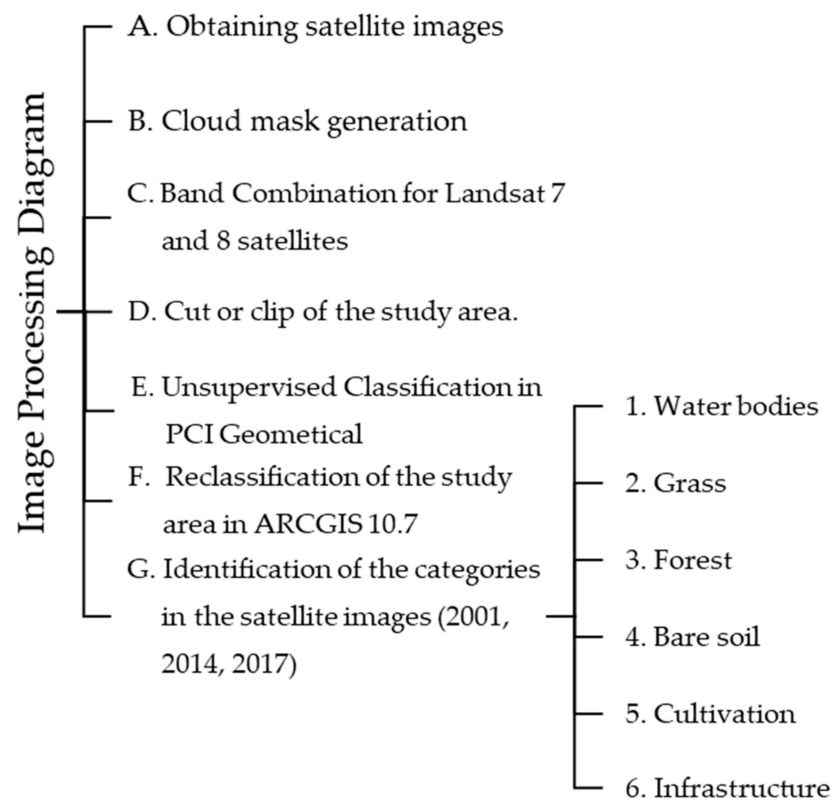 Image Processing Diagram
A. Obtaining satellite images
B. Cloud mask generation
C. Band Combination for Landsat 7
and 8 satellites
D. Cut or clip of the study area.
E. Unsupervised Classification in
PCI Geometical
F. Reclassification of the study
area in ARCGIS 10.7
G. Identification of the categories
in the satellite images (2001,
2014, 2017)
1. Water bodies
2. Grass
3. Forest
4. Bare soil
5. Cultivation
6. Infrastructure